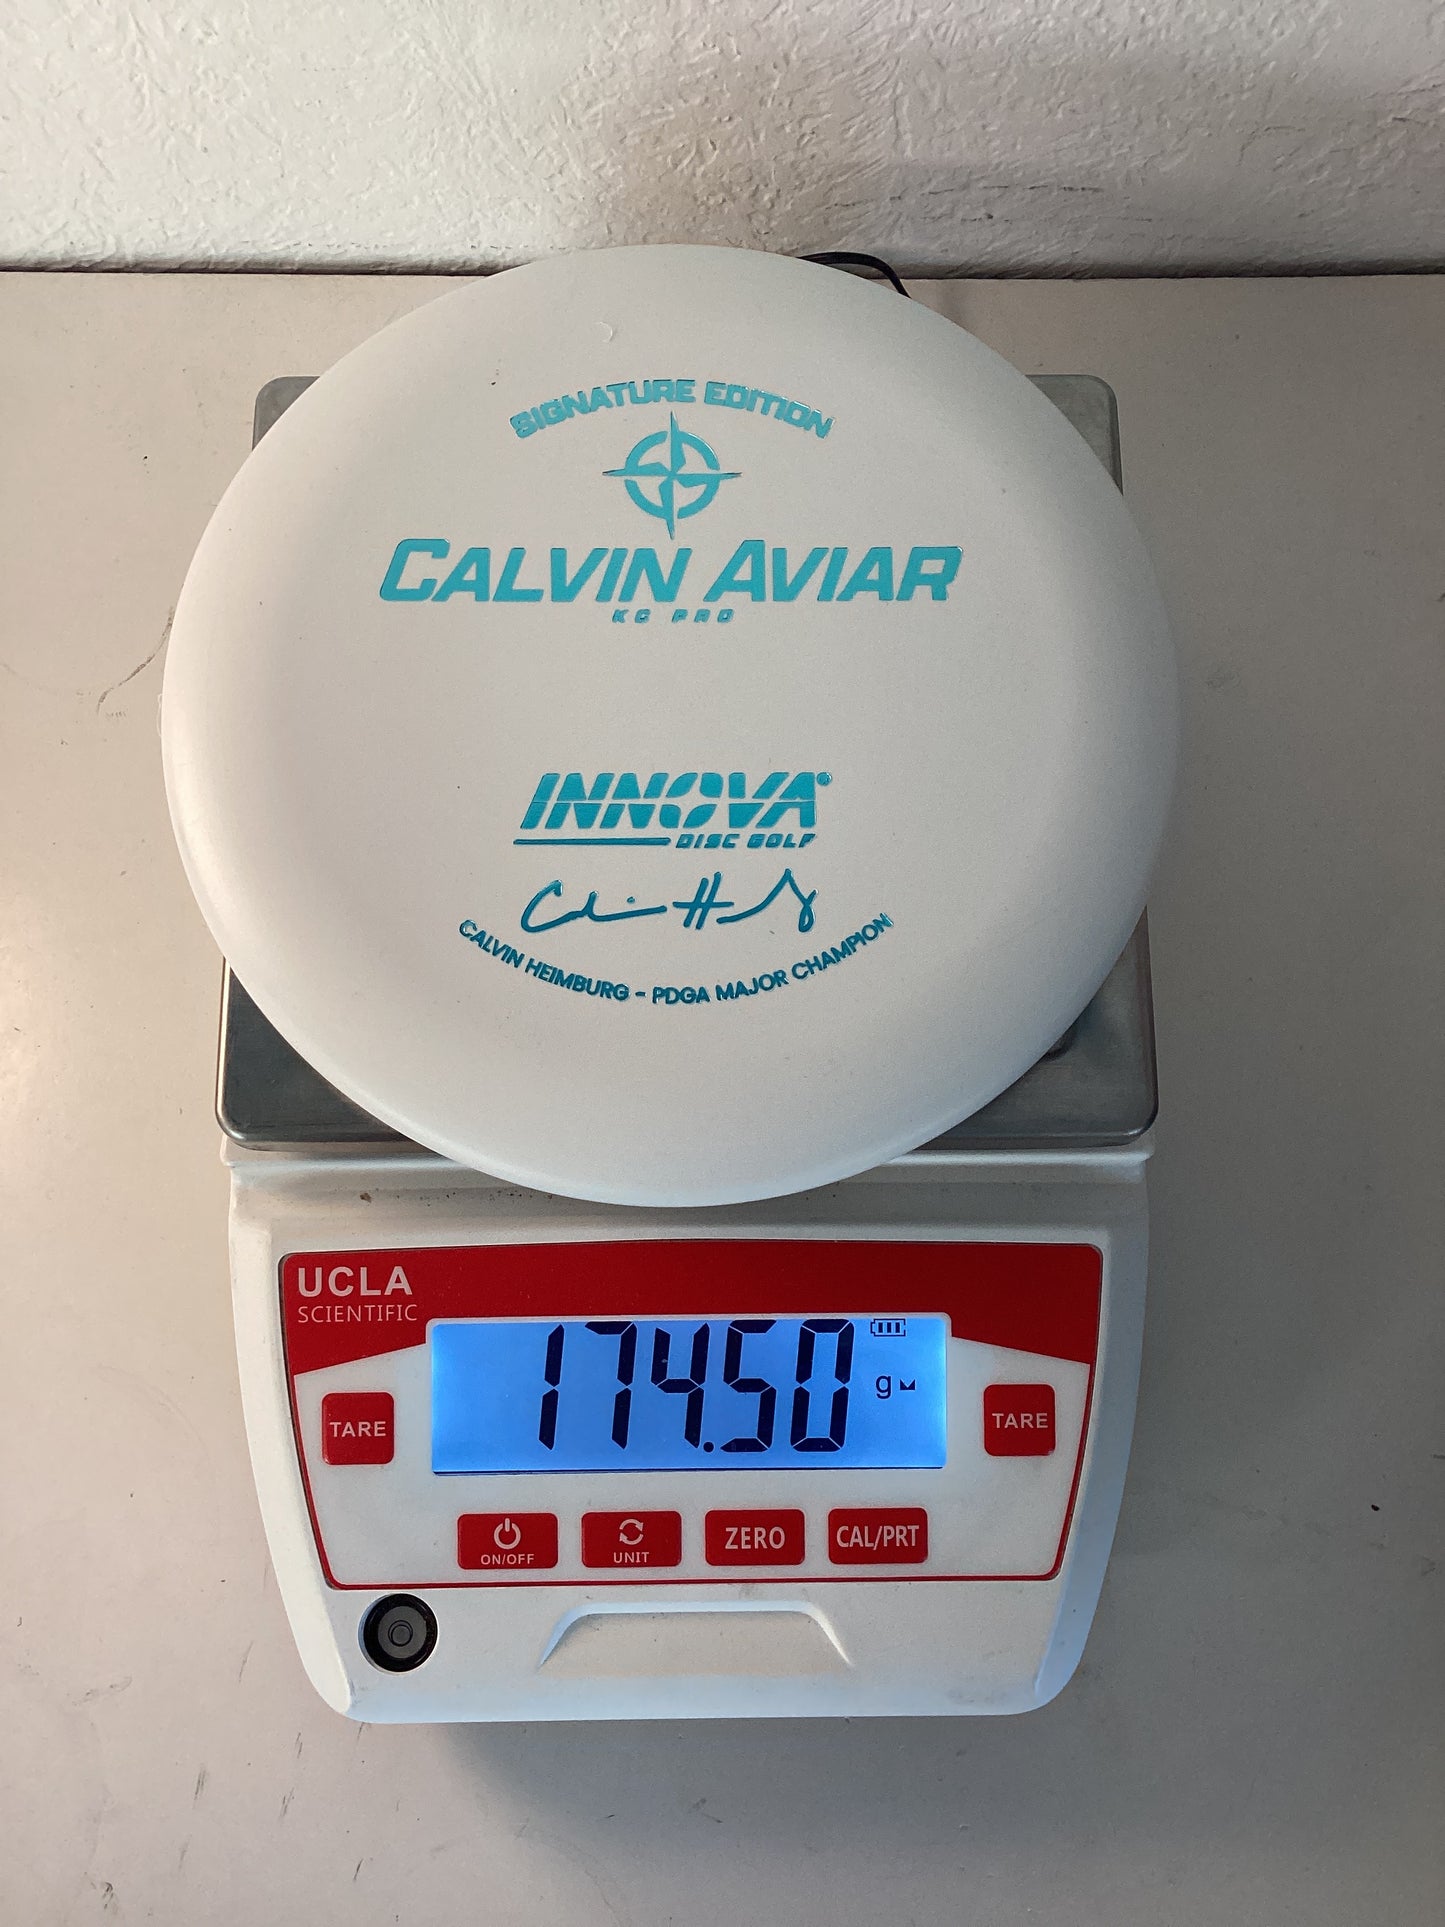 SIGNATURE EDITION
CALVIN AVIAR
KC PRO
INNOVA®
DISC GOLF
CALVIN HEIMBURG - PDGA MAJOR CHAMPION
UCLA
SCIENTIFIC
174.50
g
TARE
TARE
ON/OFF
UNIT
ZERO
CAL/PRT